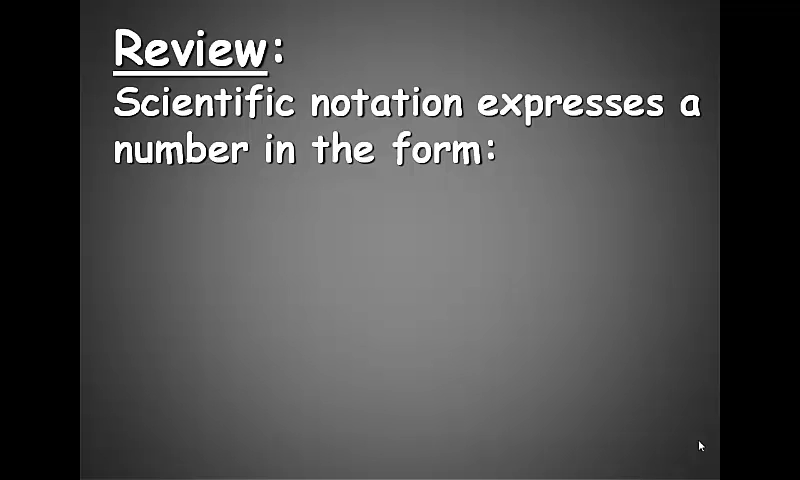 Review:
Scientific notation expresses a
number in the form: